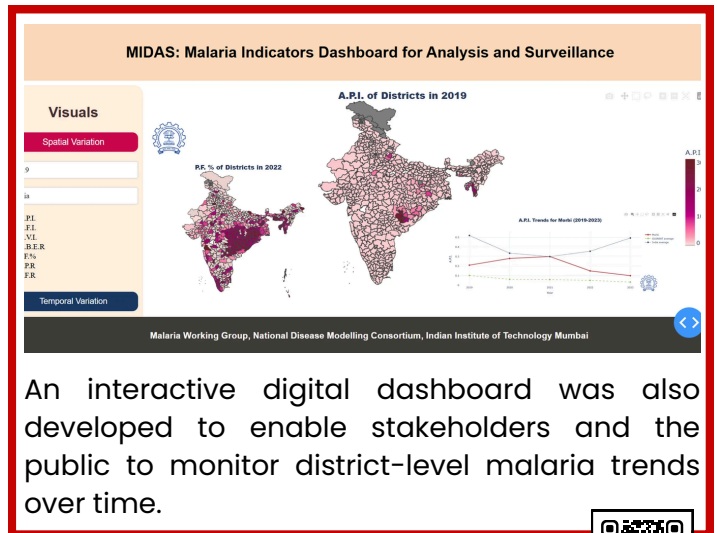 MIDAS: Malaria Indicators Dashboard for Analysis and Surveillance
Visuals
Spatial Variation
A.P.I. of Districts in 2019
P.F. % of Districts in 2022
A.P.I
A.P.I. Trends for Morbi (2019-2023)
.P.I.
.F.I.
.V.I.
.B.E.R
F.%
.P.R
.F.R
Temporal Variation
Malaria Working Group, National Disease Modelling Consortium, Indian Institute of Technology Mumbai
An interactive digital dashboard was also
developed to enable stakeholders and the
public to monitor district-level malaria trends
over time.